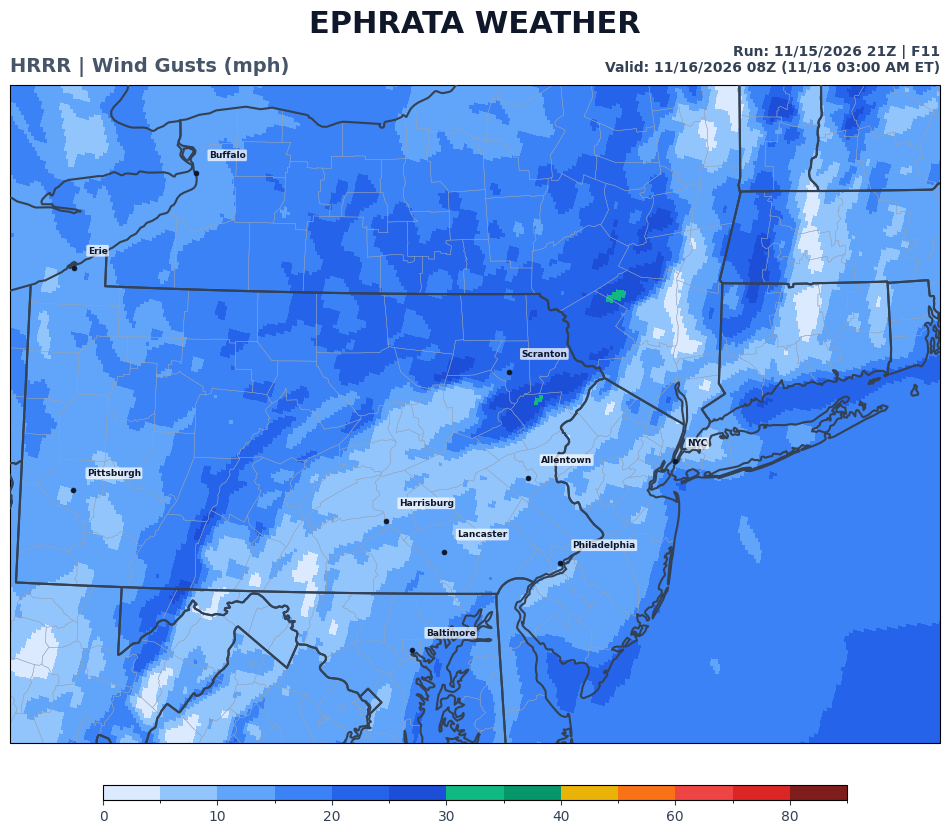 EPHRATA WEATHER
HRRR | Wind Gusts (mph)
Run: 11/15/2026 21Z | F11
Valid: 11/16/2026 08Z (11/16 03:00 AM ET)
Buffalo
Erie
Scranton
NYC
Allentown
Pittsburgh
Harrisburg
Lancaster
Philadelphia
Baltimore
0 10 20 30 40 60 80